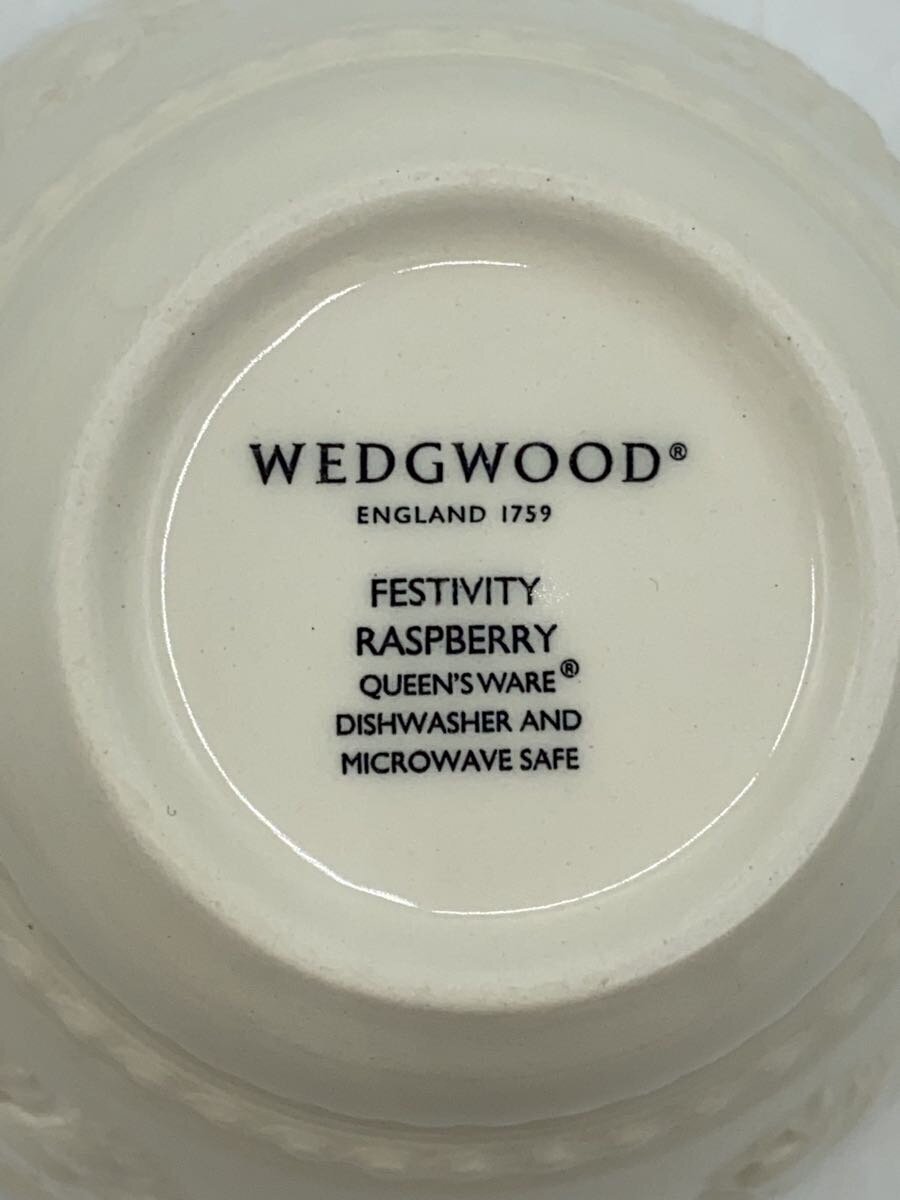 WEDGWOOD®
ENGLAND 1759
FESTIVITY
RASPBERRY
QUEEN'S WARE®
DISHWASHER AND
MICROWAVE SAFE